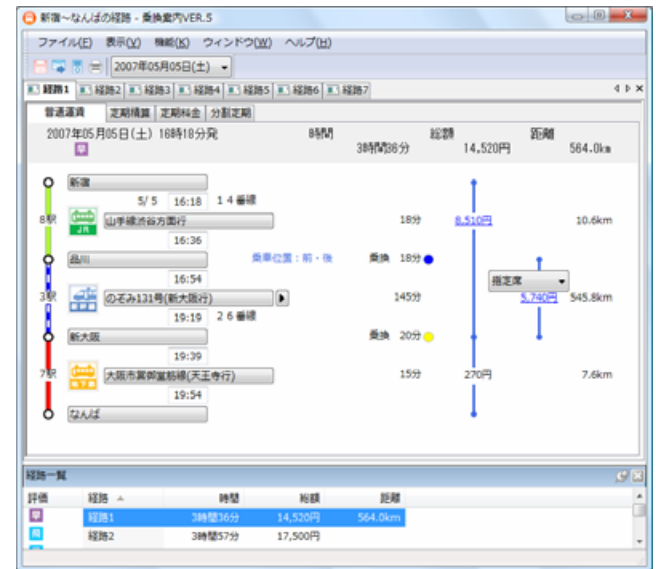 新宿～なんばの経路 - 乗換案内VER.5
ファイル(F) 表示(V) 機能(K) ウィンドウ(W) ヘルプ(H)
2007年05月05日(土)
経路1 経路2 経路3 経路4 経路5 経路6 経路7
普通運賃 定期積算 定期料金 分割定期
2007年05月05日(土) 16時18分発 時間 総額 距離
早 3時間36分 14,520円 564.0km
新宿
5/5 16:18 14番線
8駅 JR 山手線渋谷方面行 18分 8,510円 10.6km
16:36
品川 乗車位置：前・後 乗換 18分
16:54 指定席
3駅 のぞみ131号(新大阪行) 145分 5,740円 545.8km
19:19 26番線
新大阪 乗換 20分
19:39
7駅 地下 大阪市営御堂筋線(天王寺行) 15分 270円 7.6km
19:54
なんば
経路一覧
評価 経路 時間 総額 距離
早 経路1 3時間36分 14,520円 564.0km
経路2 3時間57分 17,500円